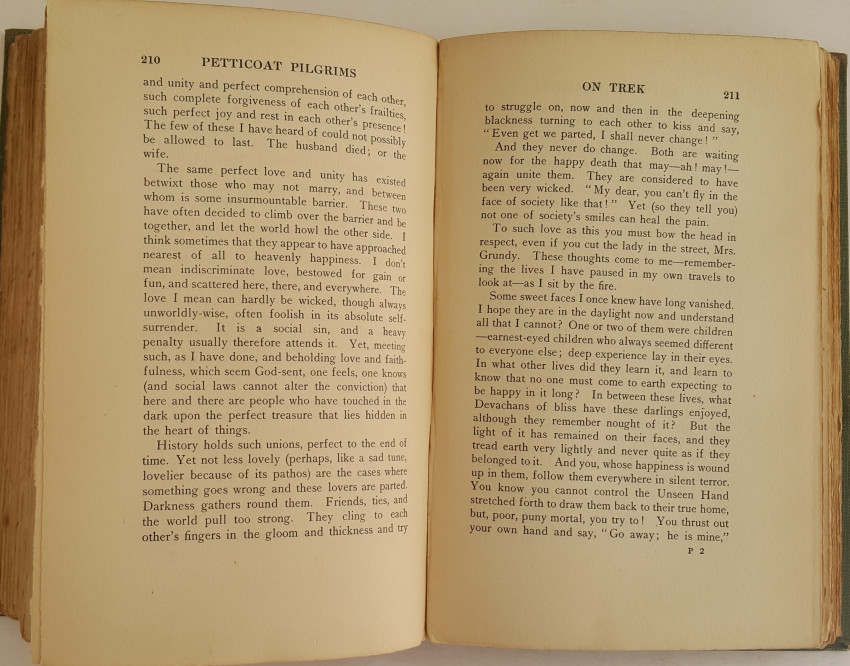 210 PETTICOAT PILGRIMS
and unity and perfect comprehension of each other,
such complete forgiveness of each other's frailties,
such perfect joy and rest in each other's presence!
The few of these I have heard of could not possibly
be allowed to last. The husband died; or the
wife.
The same perfect love and unity has existed
betwixt those who may not marry, and between
whom is some insurmountable barrier. These two
have often decided to climb over the barrier and be
together, and let the world howl the other side. I
think sometimes that they appear to have approached
nearest of all to heavenly happiness. I don't
mean indiscriminate love, bestowed for gain or
fun, and scattered here, there, and everywhere. The
love I mean can hardly be wicked, though always
unworldly-wise, often foolish in its absolute self-
surrender. It is a social sin, and a heavy
penalty usually therefore attends it. Yet, meeting
such, as I have done, and beholding love and faith-
fulness, which seem God-sent, one feels, one knows
(and social laws cannot alter the conviction) that
here and there are people who have touched in the
dark upon the perfect treasure that lies hidden in
the heart of things.
History holds such unions, perfect to the end of
time. Yet not less lovely (perhaps, like a sad tune,
lovelier because of its pathos) are the cases where
something goes wrong and these lovers are parted.
Darkness gathers round them. Friends, ties, and
the world pull too strong. They cling to each
other's fingers in the gloom and thickness and try
ON TREK 211
to struggle on, now and then in the deepening
blackness turning to each other to kiss and say,
"Even get we parted, I shall never change!"
And they never do change. Both are waiting
now for the happy death that may—ah! may!—
again unite them. They are considered to have
been very wicked. "My dear, you can't fly in the
face of society like that!" Yet (so they tell you)
not one of society's smiles can heal the pain.
To such love as this you must bow the head in
respect, even if you cut the lady in the street, Mrs.
Grundy. These thoughts come to me—remember-
ing the lives I have paused in my own travels to
look at—as I sit by the fire.
Some sweet faces I once knew have long vanished.
I hope they are in the daylight now and understand
all that I cannot? One or two of them were children
—earnest-eyed children who always seemed different
to everyone else; deep experience lay in their eyes.
In what other lives did they learn it, and learn to
know that no one must come to earth expecting to
be happy in it long? In between these lives, what
Devachans of bliss have these darlings enjoyed,
although they remember nought of it? But the
light of it has remained on their faces, and they
tread earth very lightly and never quite as if they
belonged to it. And you, whose happiness is wound
up in them, follow them everywhere in silent terror.
You know you cannot control the Unseen Hand
stretched forth to draw them back to their true home,
but, poor, puny mortal, you try to! You thrust out
your own hand and say, "Go away; he is mine,"
P 2